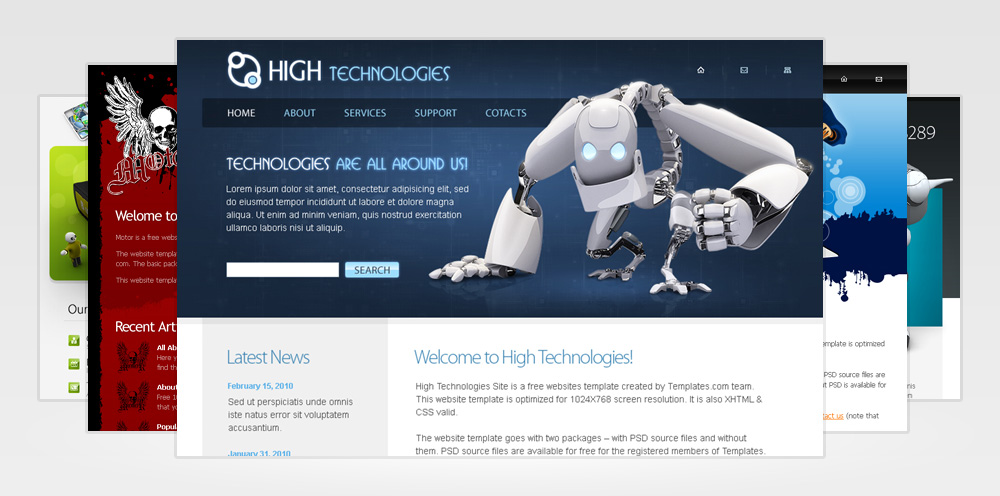 HIGH TECHNOLOGIES
HOME ABOUT SERVICES SUPPORT COTACTS
TECHNOLOGIES ARE ALL AROUND US!
Lorem ipsum dolor sit amet, consectetur adipisicing elit, sed
do eiusmod tempor incididunt ut labore et dolore magna
aliqua. Ut enim ad minim veniam, quis nostrud exercitation
ullamco laboris nisi ut aliquip.
SEARCH
Latest News
February 15, 2010
Sed ut perspiciatis unde omnis
iste natus error sit voluptatem
accusantium.
January 31, 2010
Welcome to High Technologies!
High Technologies Site is a free websites template created by Templates.com team.
This website template is optimized for 1024X768 screen resolution. It is also XHTML &
CSS valid.
The website template goes with two packages – with PSD source files and without
them. PSD source files are available for free for the registered members of Templates.
Welome to
Motor is a free webs
The website templat
com. The basic pack
This website templat
Recent Art
All Ab
Here y
find th
About
Free 10
that yo
Popul
Our
289
mplate is optimized
PSD source files are
t PSD is available for
act us (note that